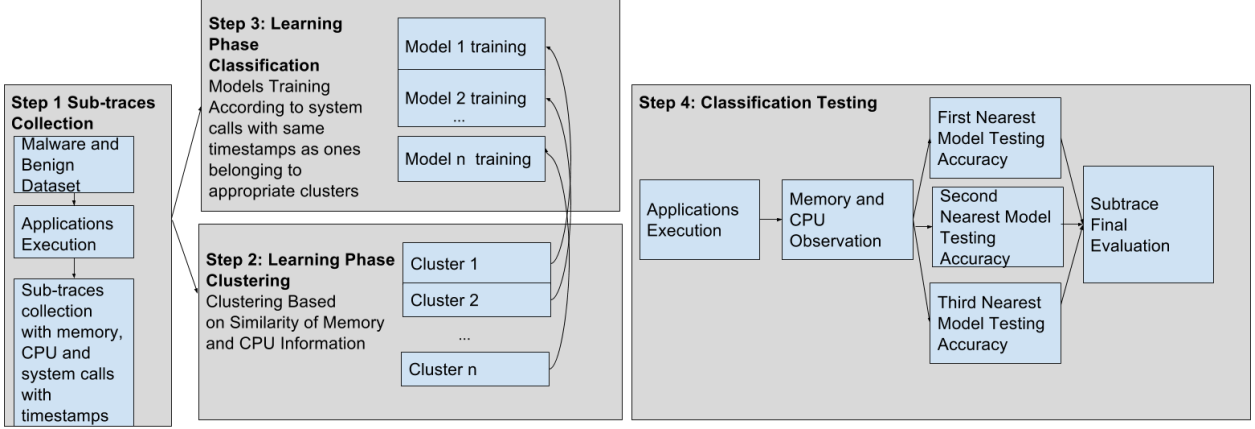 Step 1 Sub-traces
Collection
Malware and
Benign
Dataset
Applications
Execution
Sub-traces
collection
with memory,
CPU and
system calls
with
timestamps
Step 3: Learning
Phase
Classification
Models Training
According to system
calls with same
timestamps as ones
belonging to
appropriate clusters
Model 1 training
Model 2 training
...
Model n training
Step 2: Learning Phase
Clustering
Clustering Based
on Similarity of Memory
and CPU Information
Cluster 1
Cluster 2
...
Cluster n
Step 4: Classification Testing
Applications
Execution
Memory and
CPU
Observation
First Nearest
Model Testing
Accuracy
Second
Nearest Model
Testing
Accuracy
Third Nearest
Model Testing
Accuracy
Subtrace
Final
Evaluation